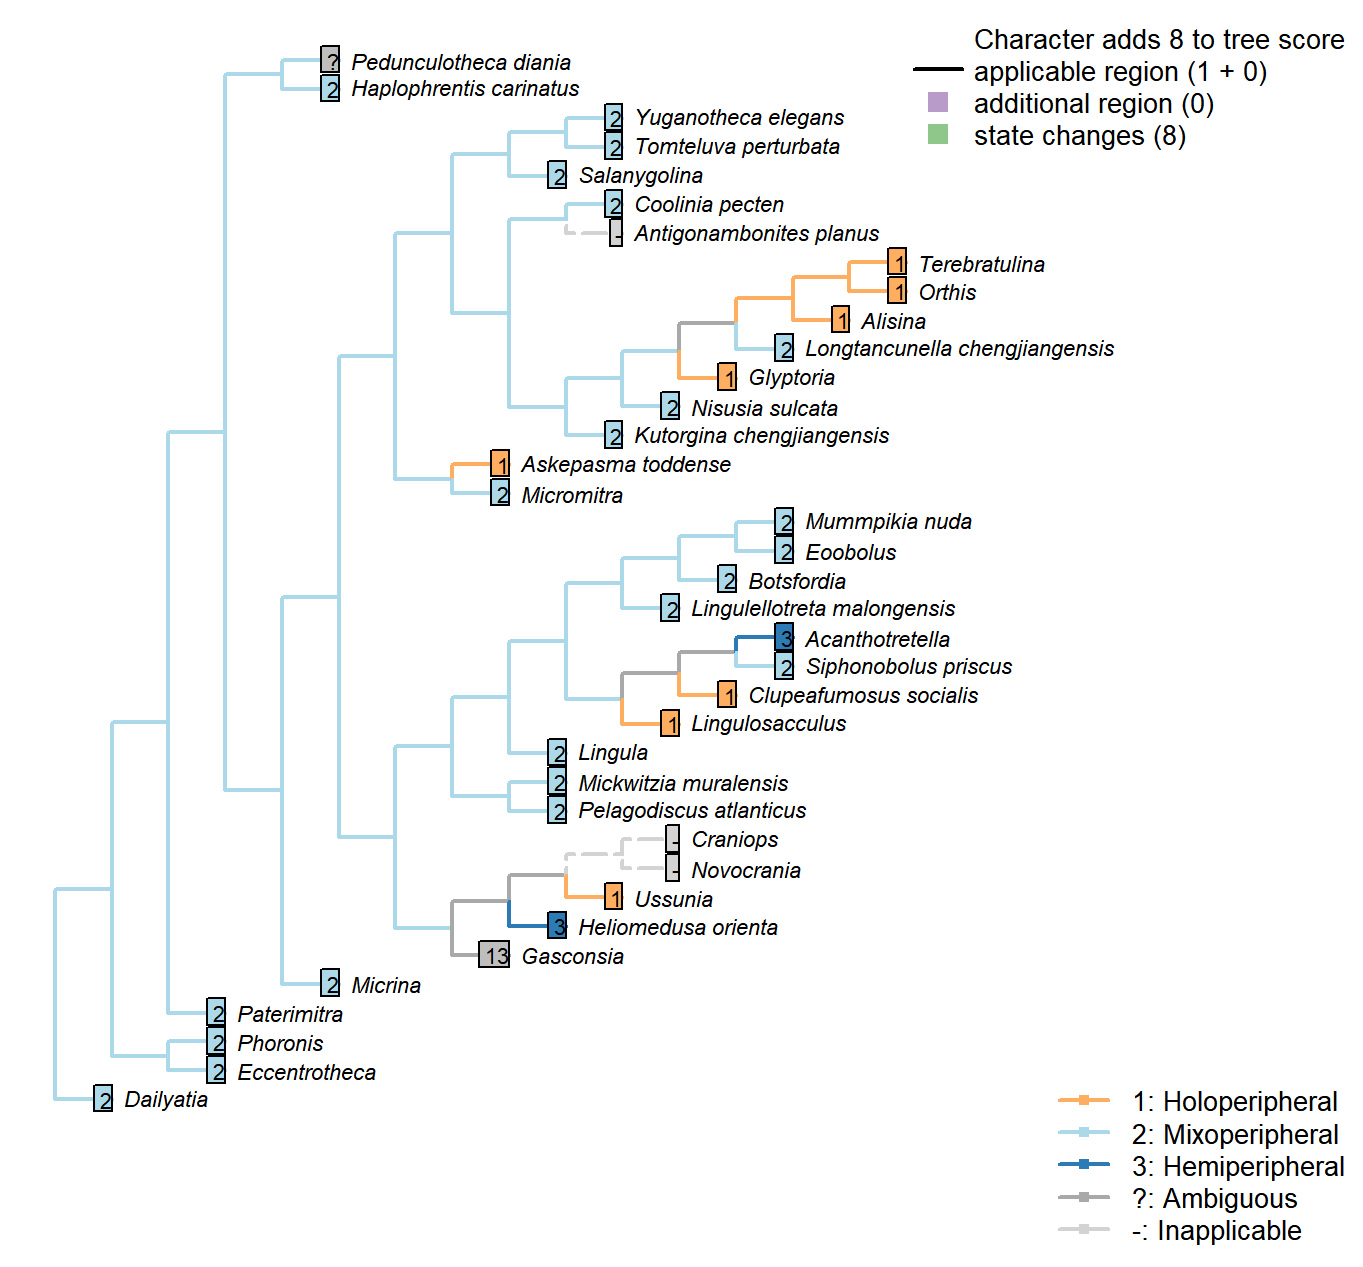 Character adds 8 to tree score
applicable region (1 + 0)
additional region (0)
state changes (8)
? Pedunculotheca diania
2 Haplophrentis carinatus
2 Yuganotheca elegans
2 Tomteluva perturbata
2 Salanygolina
2 Coolinia pecten
- Antigonambonites planus
1 Terebratulina
1 Orthis
1 Alisina
2 Longtancunella chengjiangensis
1 Glyptoria
2 Nisusia sulcata
2 Kutorgina chengjiangensis
1 Askepasma toddense
2 Micromitra
2 Mummpikia nuda
2 Eoobolus
2 Botsfordia
2 Lingulellotreta malongensis
3 Acanthotretella
2 Siphonobolus priscus
1 Clupeafumosus socialis
1 Lingulosacculus
2 Lingula
2 Mickwitzia muralensis
2 Pelagodiscus atlanticus
- Craniops
- Novocrania
1 Ussunia
3 Heliomedusa orienta
13 Gasconsia
2 Micrina
2 Paterimitra
2 Phoronis
2 Eccentrotheca
2 Dailyatia
1: Holoperipheral
2: Mixoperipheral
3: Hemiperipheral
?: Ambiguous
-: Inapplicable